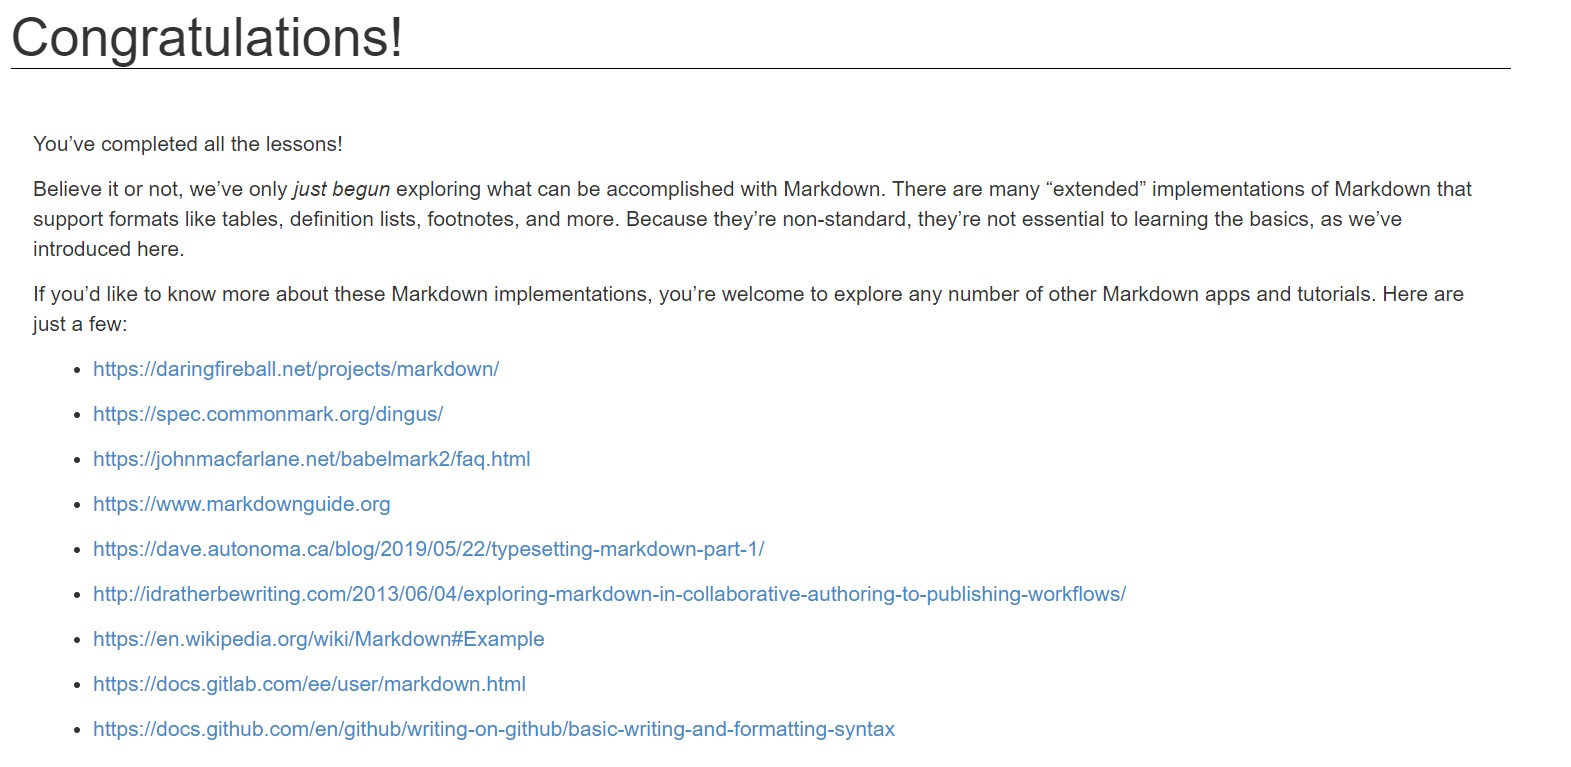 Congratulations!
You’ve completed all the lessons!
Believe it or not, we’ve only just begun exploring what can be accomplished with Markdown. There are many “extended” implementations of Markdown that
support formats like tables, definition lists, footnotes, and more. Because they’re non-standard, they’re not essential to learning the basics, as we’ve
introduced here.
If you’d like to know more about these Markdown implementations, you’re welcome to explore any number of other Markdown apps and tutorials. Here are
just a few:
• https://daringfireball.net/projects/markdown/
• https://spec.commonmark.org/dingus/
• https://johnmacfarlane.net/babelmark2/faq.html
• https://www.markdownguide.org
• https://dave.autonoma.ca/blog/2019/05/22/typesetting-markdown-part-1/
• http://idratherbewriting.com/2013/06/04/exploring-markdown-in-collaborative-authoring-to-publishing-workflows/
• https://en.wikipedia.org/wiki/Markdown#Example
• https://docs.gitlab.com/ee/user/markdown.html
• https://docs.github.com/en/github/writing-on-github/basic-writing-and-formatting-syntax